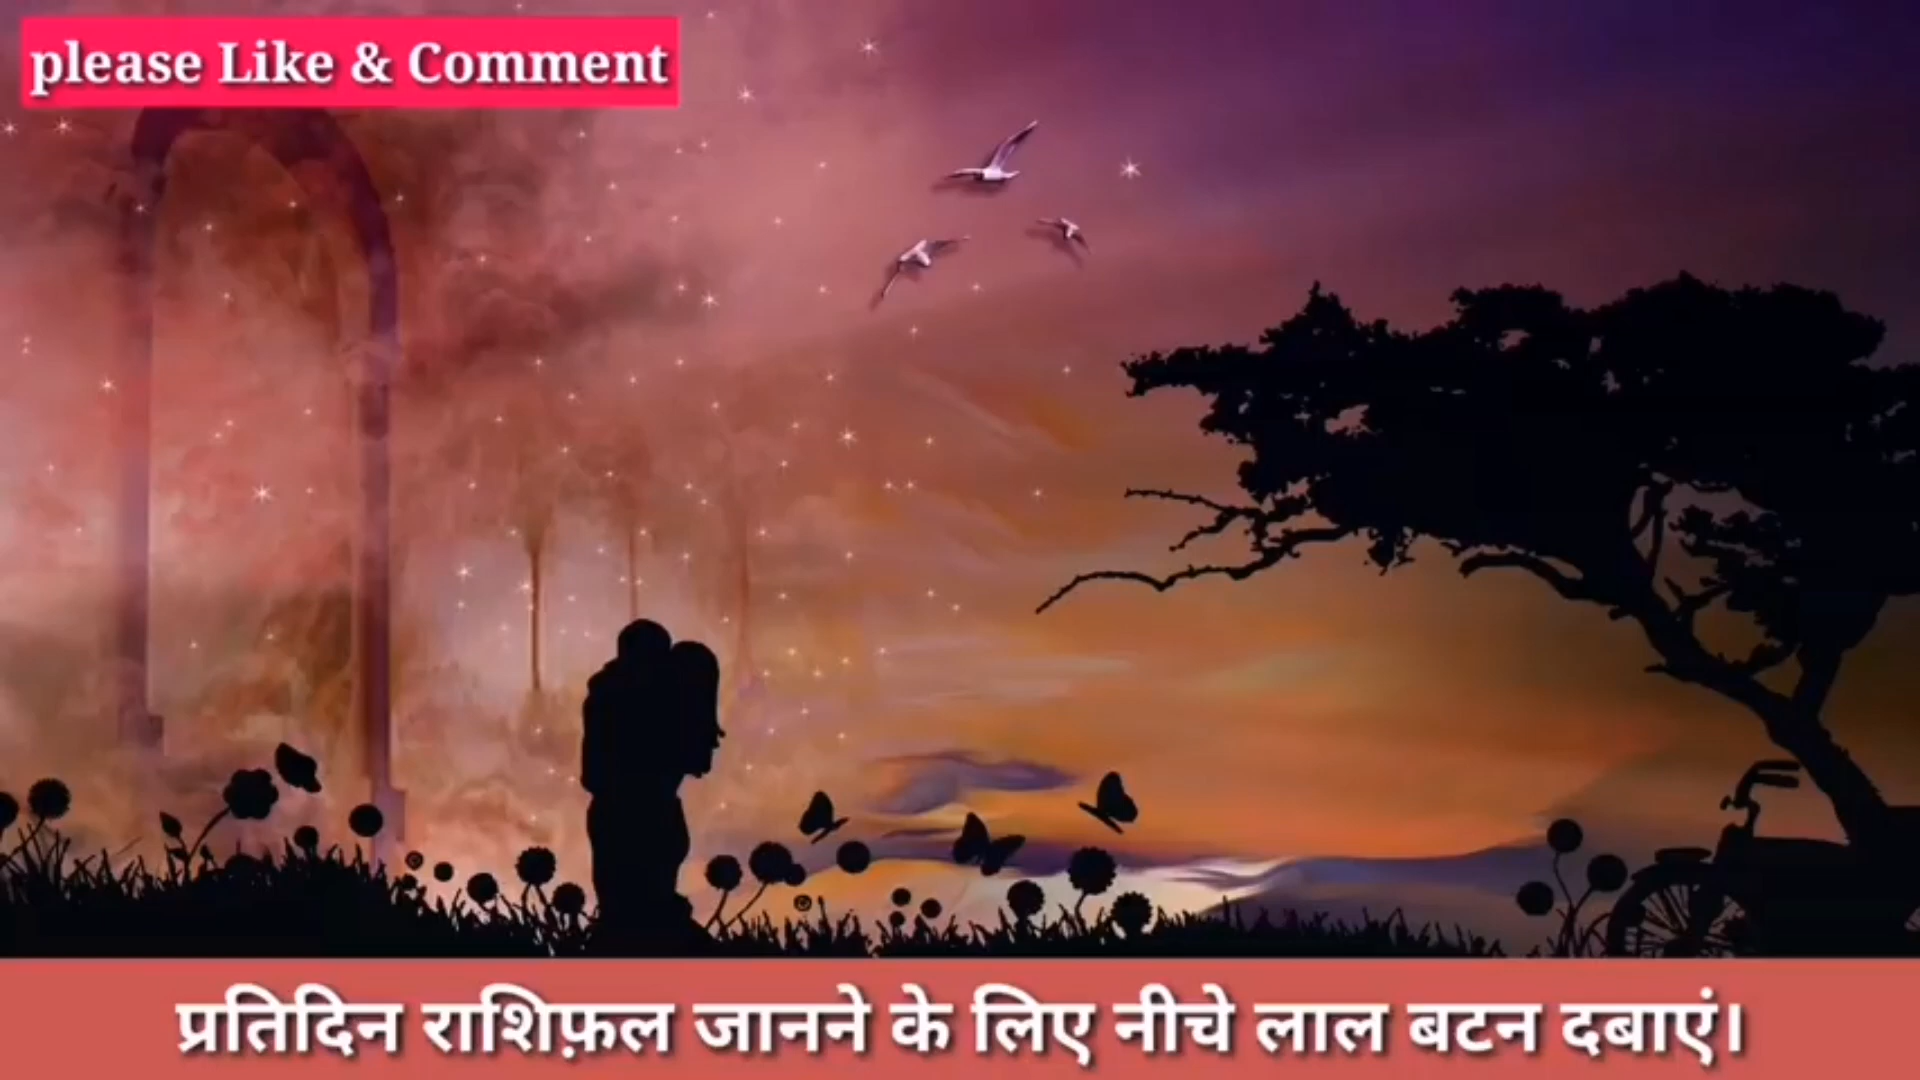 please Like & Comment
प्रतिदिन राशिफ़ल जानने के लिए नीचे लाल बटन दबाएं।